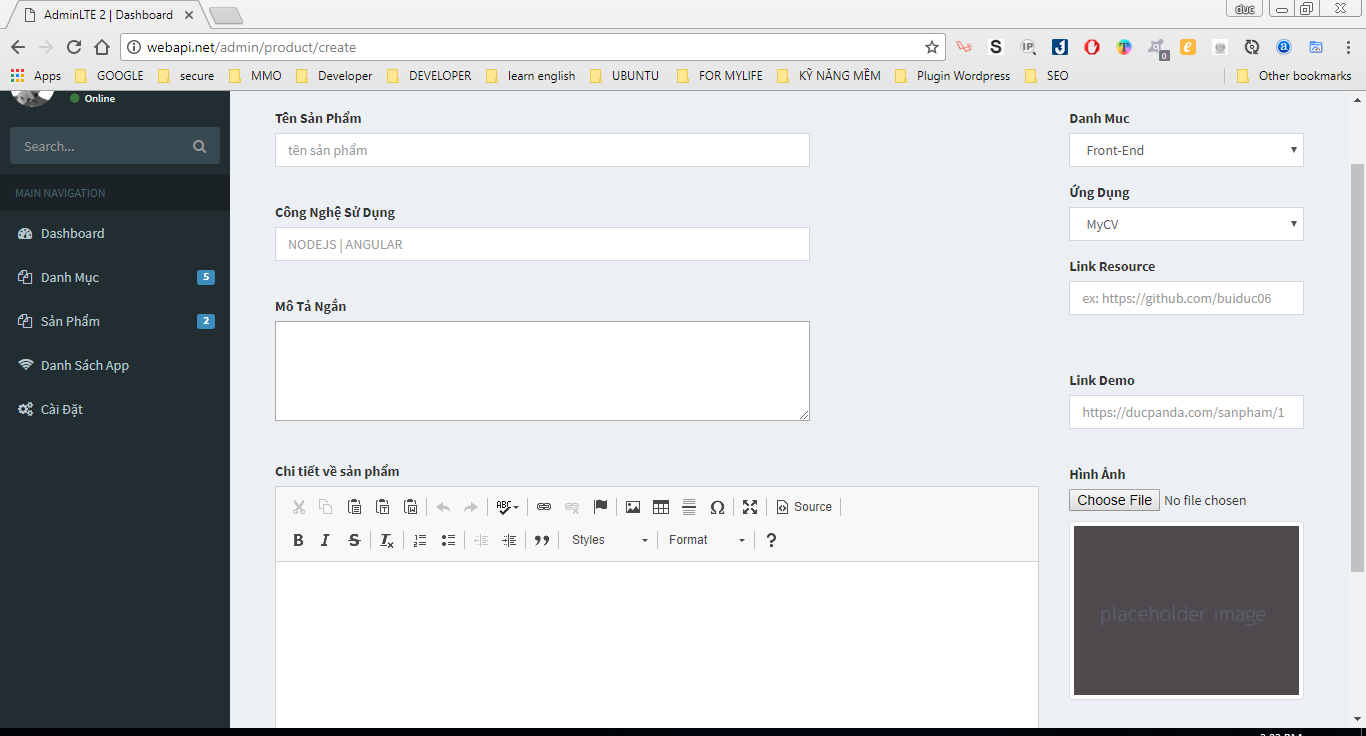 AdminLTE 2 | Dashboard
duc
webapi.net/admin/product/create
S
IP
0
Apps
GOOGLE
secure
MMO
Developer
DEVELOPER
learn english
UBUNTU
FOR MYLIFE
KỸ NĂNG MỀM
Plugin Wordpress
SEO
Other bookmarks
Online
Search...
MAIN NAVIGATION
Dashboard
Danh Mục
5
Sản Phẩm
2
Danh Sách App
Cài Đặt
Tên Sản Phẩm
tên sản phẩm
Công Nghệ Sử Dụng
NODEJS | ANGULAR
Mô Tả Ngắn
Chi tiết về sản phẩm
ABC
Ω
Source
B
I
S
Tx
Styles
Format
?
Danh Muc
Front-End
Ứng Dụng
MyCV
Link Resource
ex: https://github.com/buiduc06
Link Demo
https://ducpanda.com/sanpham/1
Hình Ảnh
Choose File No file chosen
placeholder image